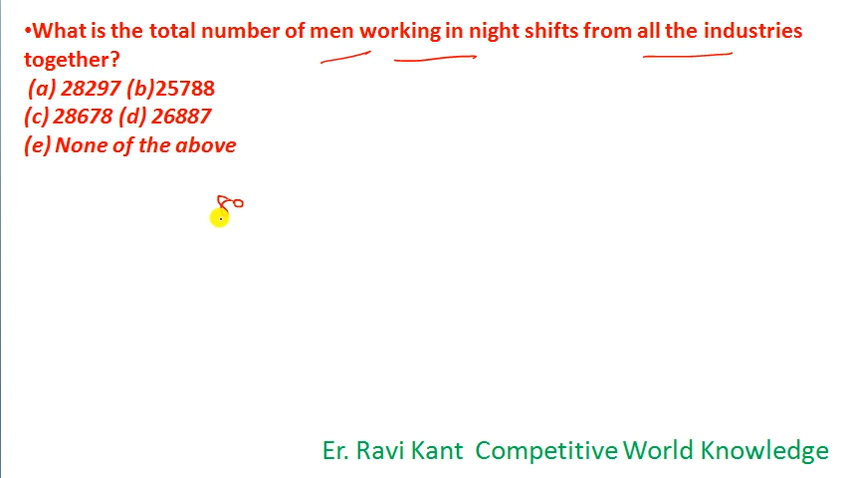 •What is the total number of men working in night shifts from all the industries
together?
(a) 28297 (b)25788
(c) 28678 (d) 26887
(e) None of the above
80
Er. Ravi Kant Competitive World Knowledge